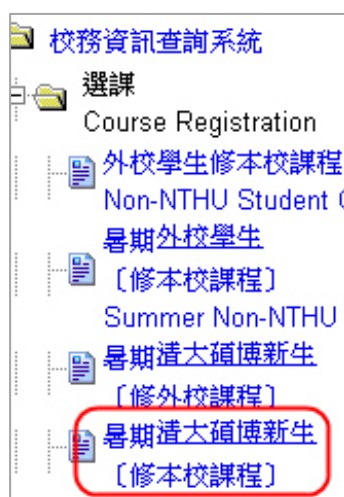 校務資訊查詢系統
選課
Course Registration
外校學生修本校課程
Non-NTHU Student
暑期外校學生
〔修本校課程〕
Summer Non-NTHU
暑期清大碩博新生
〔修外校課程〕
暑期清大碩博新生
〔修本校課程〕